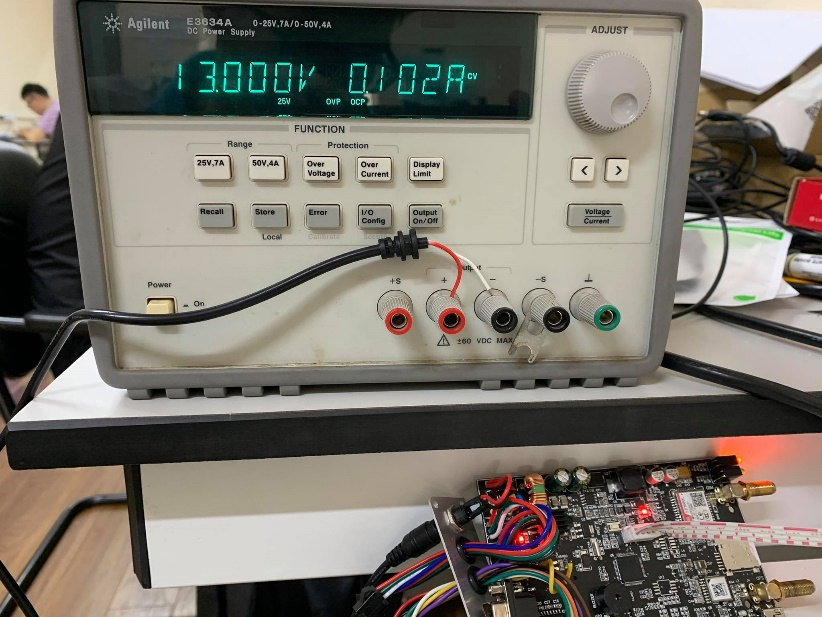 Agilent E3634A 0-25V,7A/0-50V,4A
DC Power Supply
13.000V 0.102A CV
25V OVP OCP
ADJUST
FUNCTION
Range Protection
25V,7A 50V,4A Over Voltage Over Current Display Limit
Recall Store Error I/O Config Output On/Off
Voltage Current
Local Calibrate
Power
On
+S + - -S
±60 VDC MAX